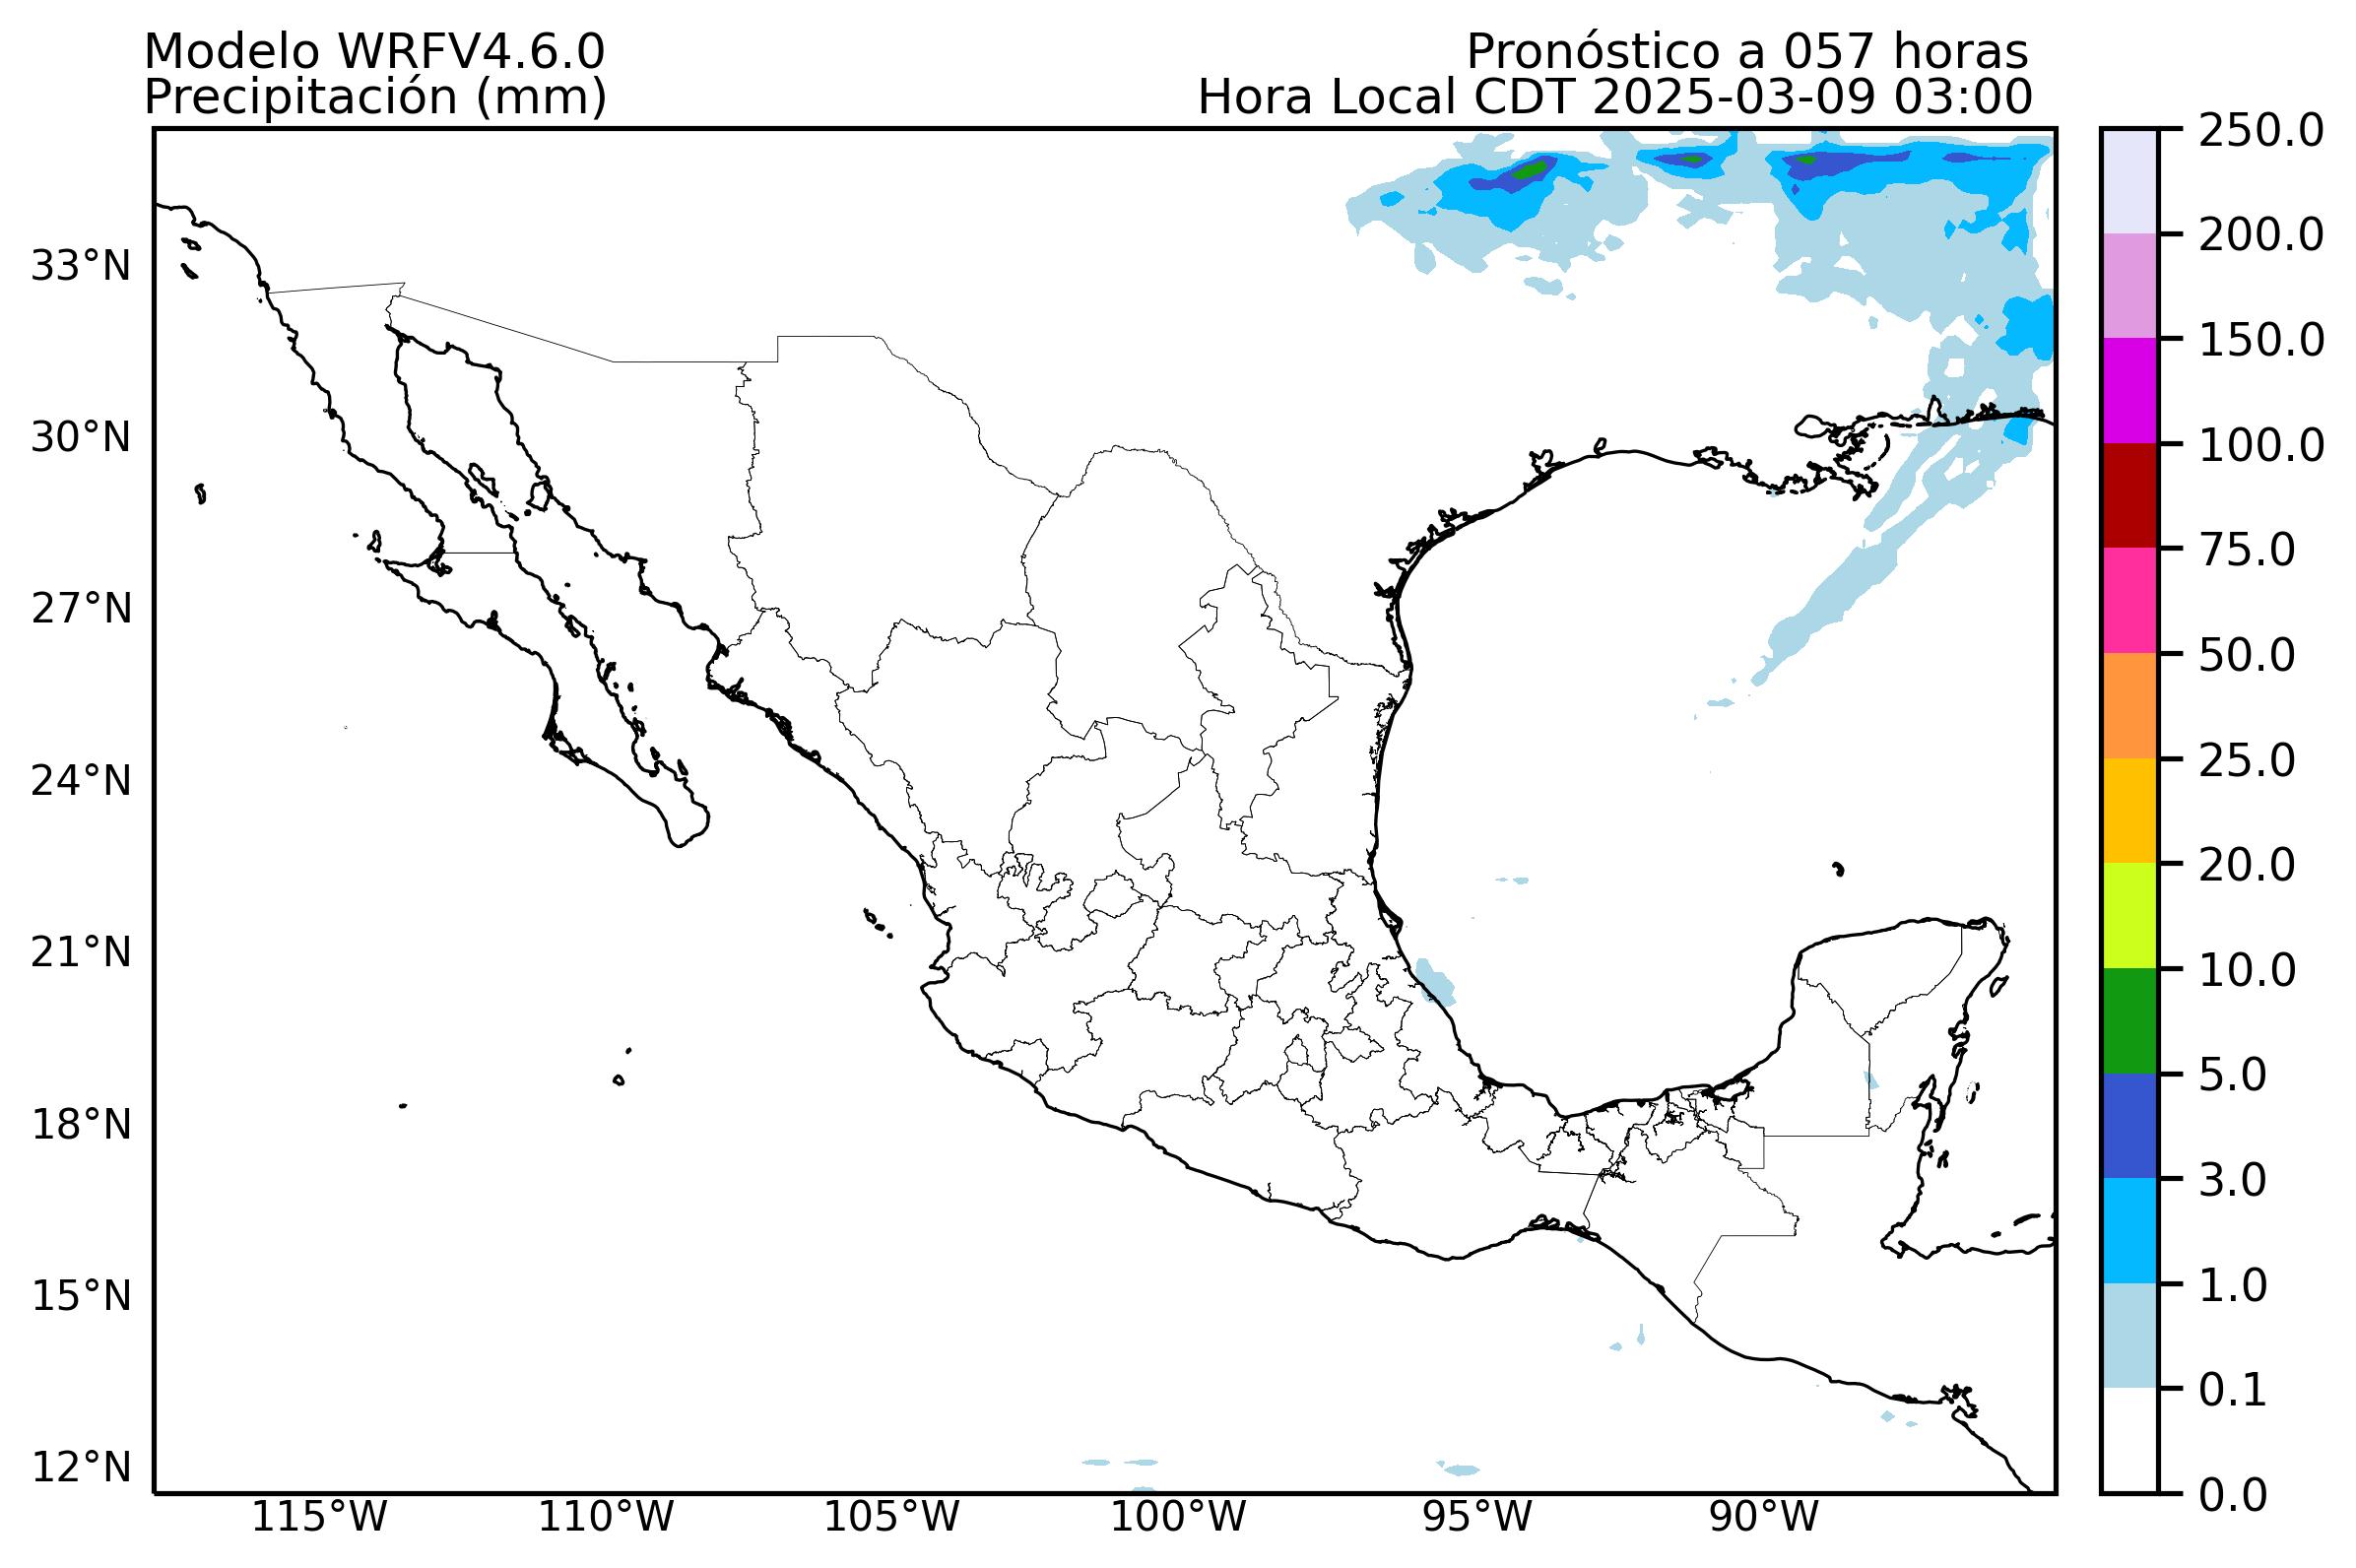 Modelo WRFV4.6.0
Precipitación (mm)
Pronóstico a 057 horas
Hora Local CDT 2025-03-09 03:00
33°N
30°N
27°N
24°N
21°N
18°N
15°N
12°N
115°W
110°W
105°W
100°W
95°W
90°W
250.0
200.0
150.0
100.0
75.0
50.0
25.0
20.0
10.0
5.0
3.0
1.0
0.1
0.0